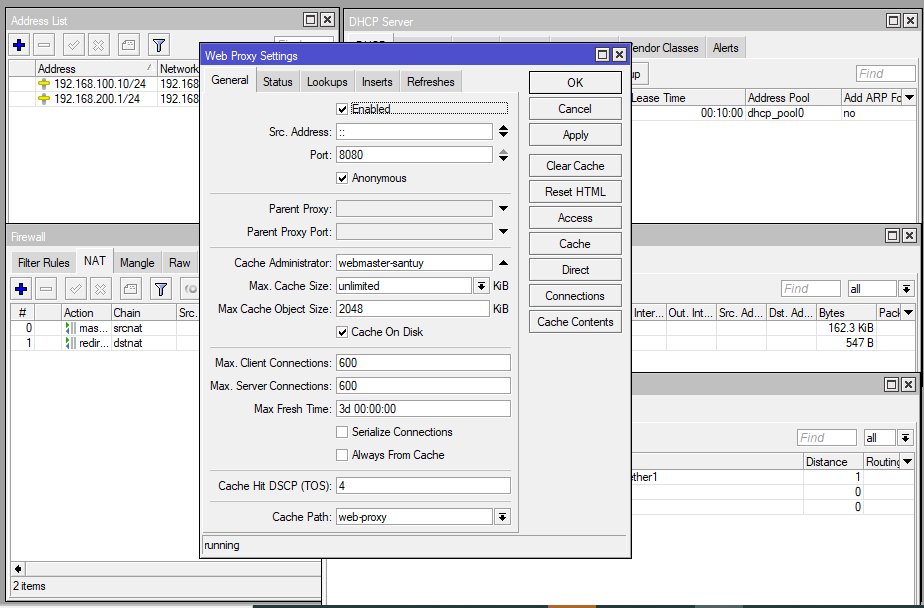 Address List
DHCP Server
Find
Vendor Classes
Alerts
Find
Address
Network
192.168.100.10/24
192.168
192.168.200.1/24
192.168
Lease Time
Address Pool
Add ARP Fo
00:10:00
dhcp_pool0
no
Web Proxy Settings
General
Status
Lookups
Inserts
Refreshes
Enabled
Src. Address: ::
Port: 8080
Anonymous
Parent Proxy:
Parent Proxy Port:
Cache Administrator: webmaster-santuy
Max. Cache Size: unlimited KiB
Max Cache Object Size: 2048 KiB
Cache On Disk
Max. Client Connections: 600
Max. Server Connections: 600
Max Fresh Time: 3d 00:00:00
Serialize Connections
Always From Cache
Cache Hit DSCP (TOS): 4
Cache Path: web-proxy
running
OK
Cancel
Apply
Clear Cache
Reset HTML
Access
Cache
Direct
Connections
Cache Contents
Firewall
Filter Rules
NAT
Mangle
Raw
Find
all
#
Action
Chain
Src.
Inter...
Out. Int...
Src. Ad...
Dst. Ad...
Bytes
Pack
0
mas...
srcnat
162.3 KiB
1
redir...
dstnat
547 B
2 items
Find
all
Distance
Routing
ether1
1
0
0